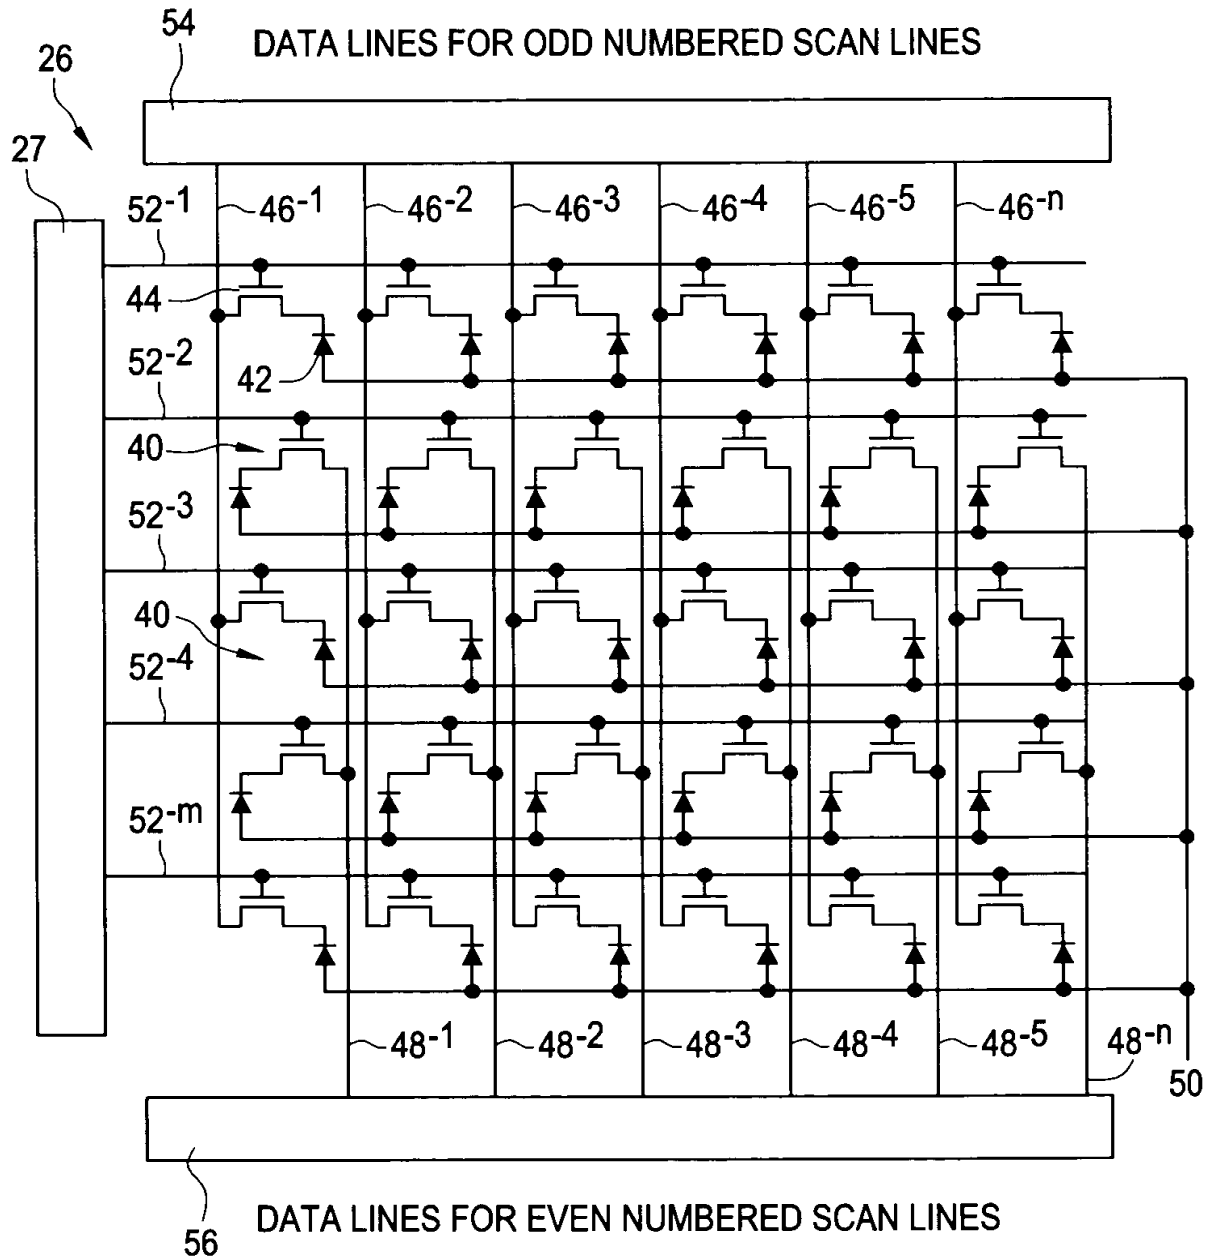 54
DATA LINES FOR ODD NUMBERED SCAN LINES
26
27
52-1
46-1 46-2 46-3 46-4 46-5 46-n
44
52-2
42
40
52-3
40
52-4
52-m
48-1 48-2 48-3 48-4 48-5 48-n
50
56
DATA LINES FOR EVEN NUMBERED SCAN LINES